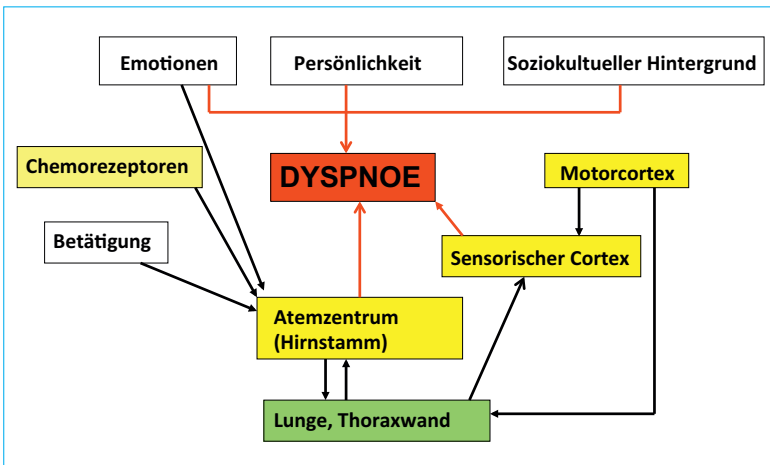 Emotionen
Persönlichkeit
Soziokultueller Hintergrund
Chemorezeptoren
DYSPNOE
Motorcortex
Betätigung
Sensorischer Cortex
Atemzentrum
(Hirnstamm)
Lunge, Thoraxwand